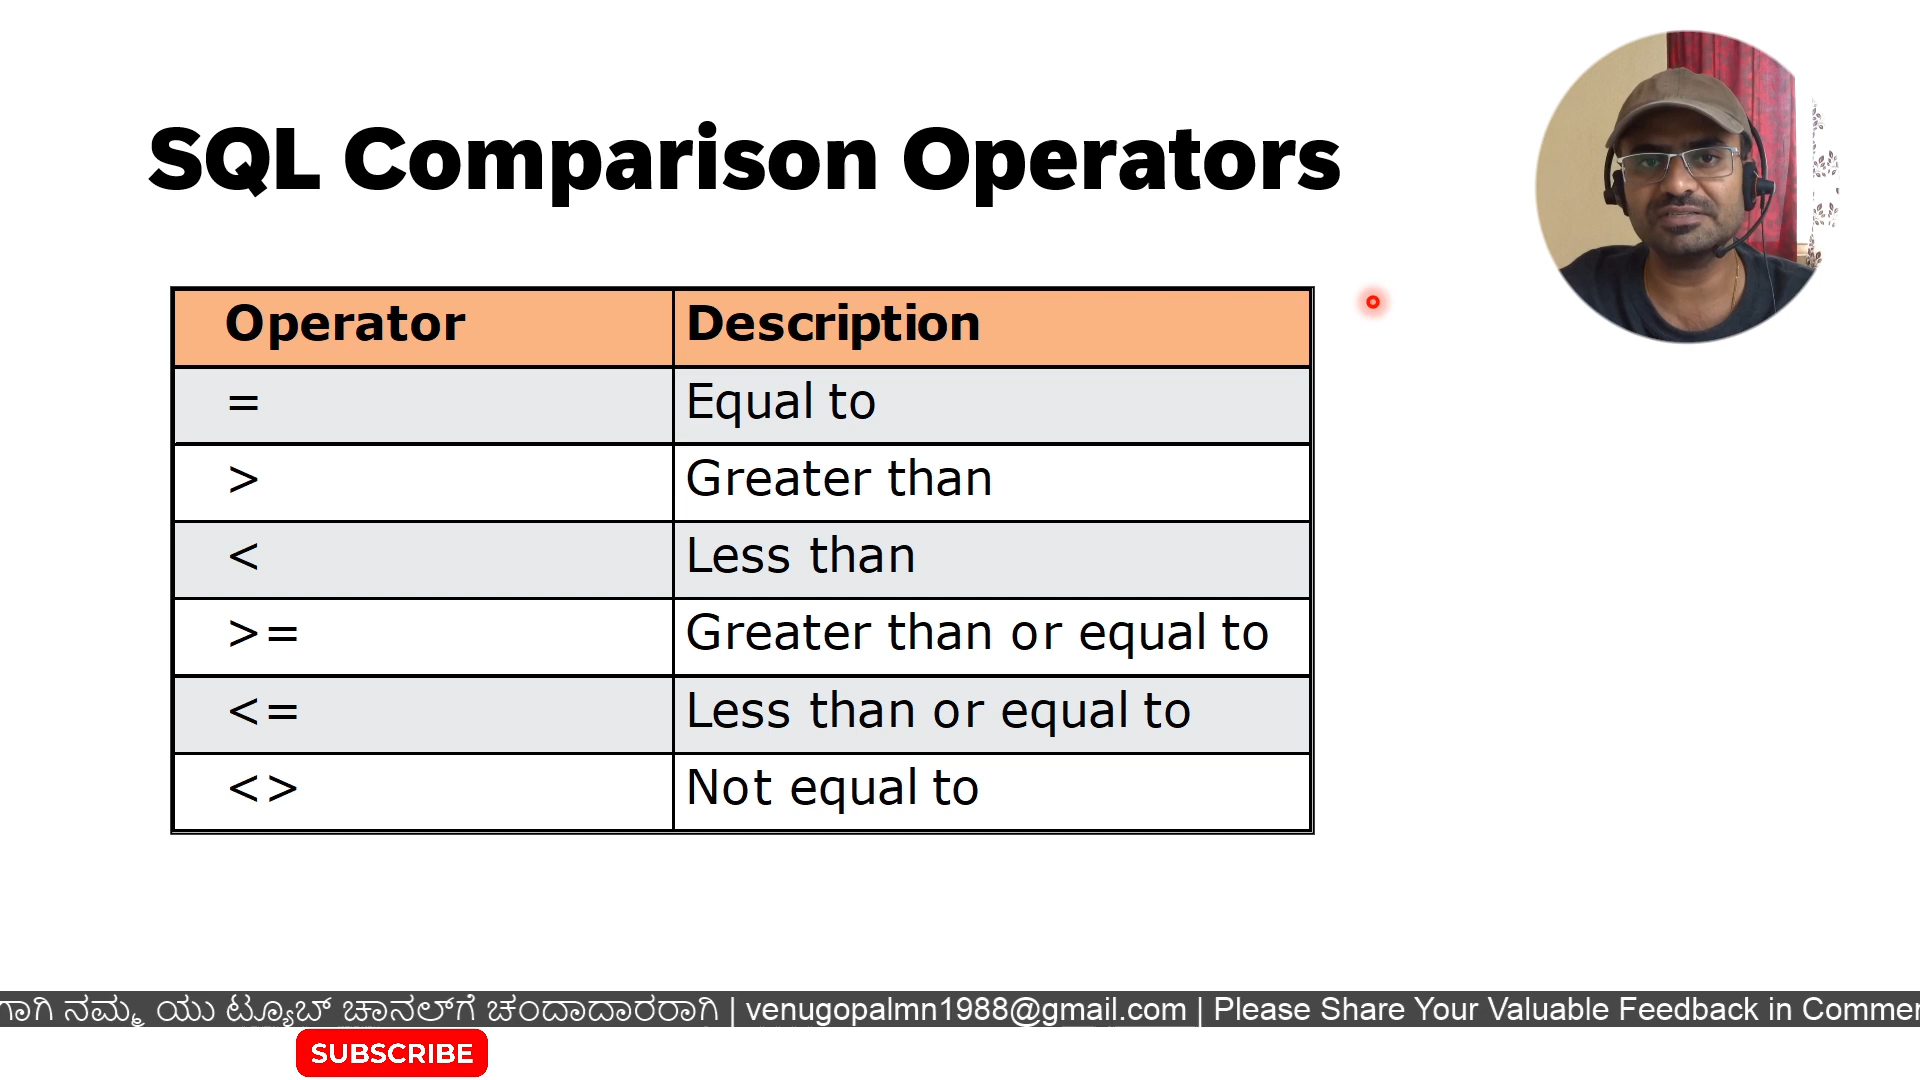 SQL Comparison Operators
Operator Description
= Equal to
> Greater than
< Less than
>= Greater than or equal to
<= Less than or equal to
<> Not equal to
ಗಾಗಿ ನಮ್ಮ ಯು ಟ್ಯೂಬ್ ಚಾನಲ್‌ಗೆ ಚಂದಾದಾರರಾಗಿ | venugopalmn1988@gmail.com | Please Share Your Valuable Feedback in Commen
SUBSCRIBE